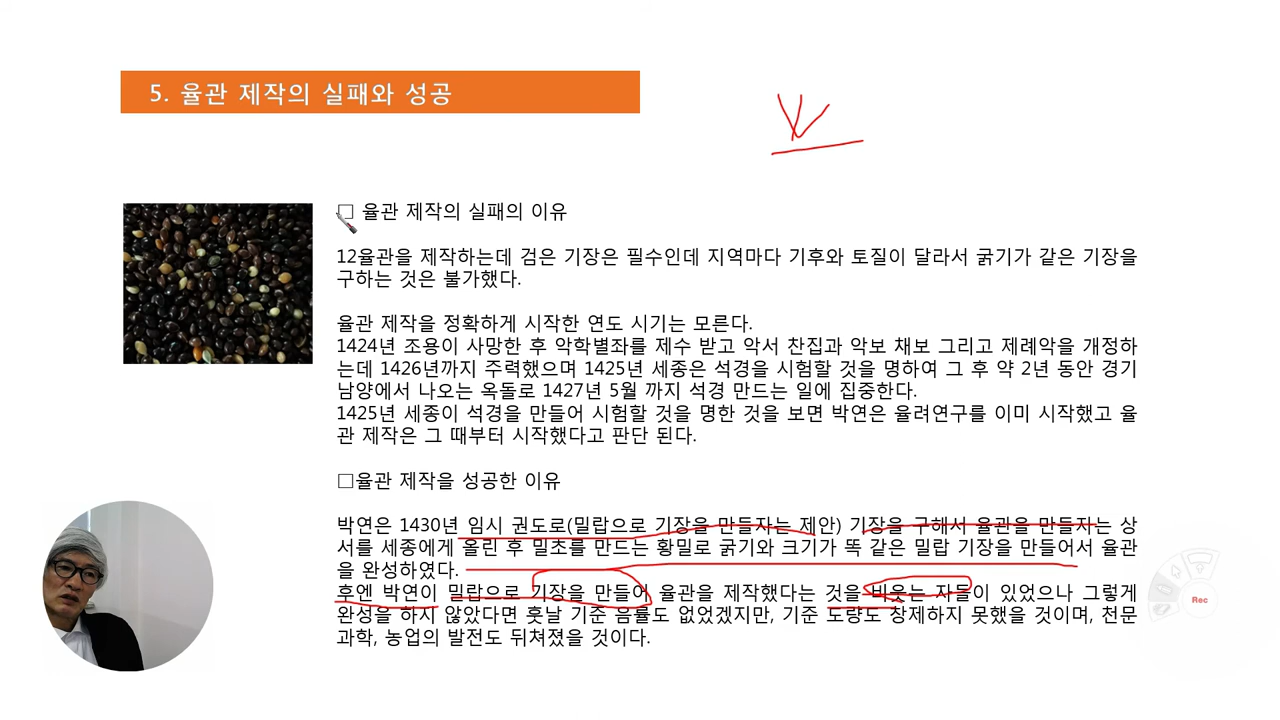 5. 율관 제작의 실패와 성공
□ 율관 제작의 실패의 이유
12율관을 제작하는데 검은 기장은 필수인데 지역마다 기후와 토질이 달라서 굵기가 같은 기장을
구하는 것은 불가했다.
율관 제작을 정확하게 시작한 연도 시기는 모른다.
1424년 조용이 사망한 후 악학별좌를 제수 받고 악서 찬집과 악보 채보 그리고 제례악을 개정하
는데 1426년까지 주력했으며 1425년 세종은 석경을 시험할 것을 명하여 그 후 약 2년 동안 경기
남양에서 나오는 옥돌로 1427년 5월 까지 석경 만드는 일에 집중한다.
1425년 세종이 석경을 만들어 시험할 것을 명한 것을 보면 박연은 율려연구를 이미 시작했고 율
관 제작은 그 때부터 시작했다고 판단 된다.
□율관 제작을 성공한 이유
박연은 1430년 임시 권도로(밀랍으로 기장을 만들자는 제안) 기장을 구해서 율관을 만들자는 상
서를 세종에게 올린 후 밀초를 만드는 황밀로 굵기와 크기가 똑 같은 밀랍 기장을 만들어서 율관
을 완성하였다.
후엔 박연이 밀랍으로 기장을 만들어 율관을 제작했다는 것을 비웃는 자들이 있었으나 그렇게
완성을 하지 않았다면 훗날 기준 음률도 없었겠지만, 기준 도량도 창제하지 못했을 것이며, 천문
과학, 농업의 발전도 뒤쳐졌을 것이다.
Rec